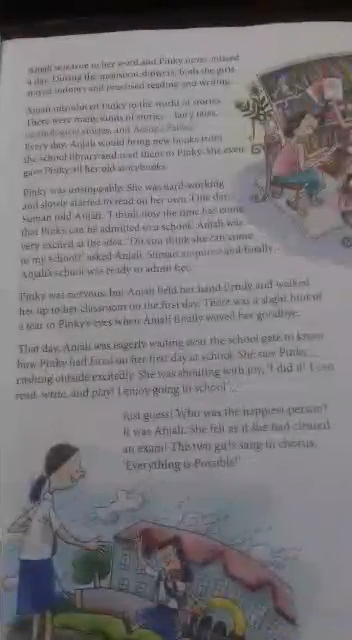 Anjali was true to her word and Pinky never missed
a day. During the monsoon showers, both the girls
stayed indoors and practised reading and writing.
Anjali introduced Pinky to the world of stories.
There were many kinds of stories – fairy tales,
stories, and Aesop's Fables.
Every day, Anjali would bring new books from
the school library and read them to Pinky. She even
gave Pinky all her old storybooks.
Pinky was unstoppable. She was hard-working
and slowly started to read on her own. One day,
Suman told Anjali, 'I think now the time has come
that Pinky can be admitted to a school.' Anjali was
very excited at the idea. 'Do you think she can come
to my school?' asked Anjali. Suman and finally
Anjali's school was ready to admit her.
Pinky was nervous, but Anjali held her hand firmly and walked
her up to her classroom on the first day. There was a slight hint of
a tear in Pinky's eyes when Anjali finally waved her goodbye.
That day, Anjali was eagerly waiting near the school gate to know
how Pinky had fared on her first day at school. She saw Pinky
rushing outside excitedly. She was shouting with joy, 'I did it! I can
read, write, and play! I enjoy going to school'.
Just guess! Who was the happiest person?
It was Anjali. She felt as if she had cleared
an exam! The two girls sang in chorus,
'Everything is Possible!'